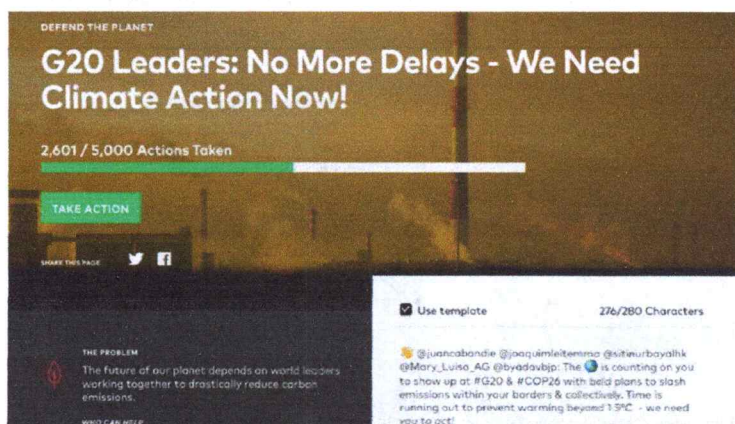 DEFEND THE PLANET
G20 Leaders: No More Delays - We Need
Climate Action Now!
2,601 / 5,000 Actions Taken
TAKE ACTION
SHARE THIS PAGE
Use template
276/280 Characters
THE PROBLEM
The future of our planet depends on world leaders
working together to drastically reduce carbon
emissions.
WHO CAN HELP
👋 @juancabandie @joaquimleitemma @sitinurbayalhk
@Mary_Luisa_AG @byadavbjp: The 🌍 is counting on you
to show up at #G20 & #COP26 with bold plans to slash
emissions within your borders & collectively. Time is
running out to prevent warming beyond 1.5°C - we need
you to act!